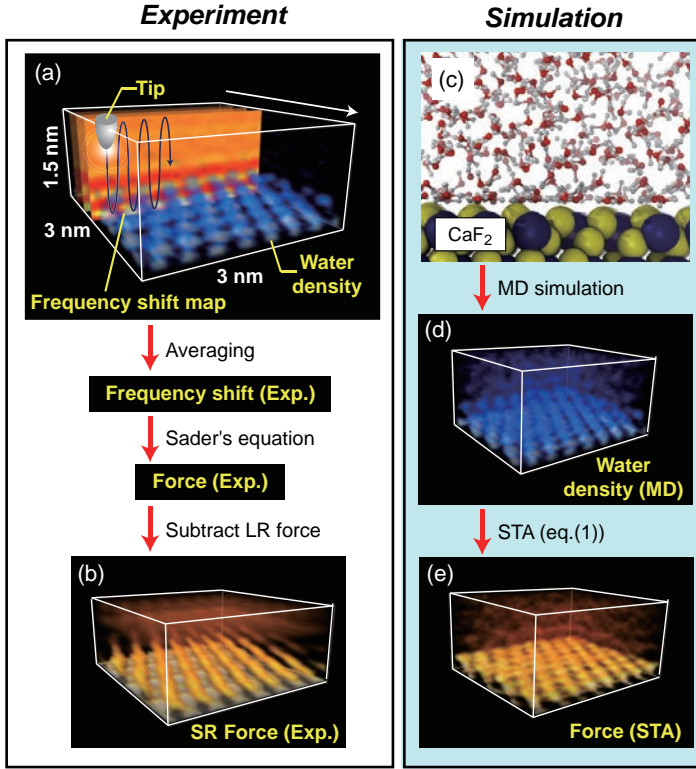 Experiment
(a)
Tip
1.5 nm
3 nm
3 nm
Water
density
Frequency shift map
Averaging
Frequency shift (Exp.)
Sader's equation
Force (Exp.)
Subtract LR force
(b)
SR Force (Exp.)
Simulation
(c)
CaF₂
MD simulation
(d)
Water
density (MD)
STA (eq.(1))
(e)
Force (STA)